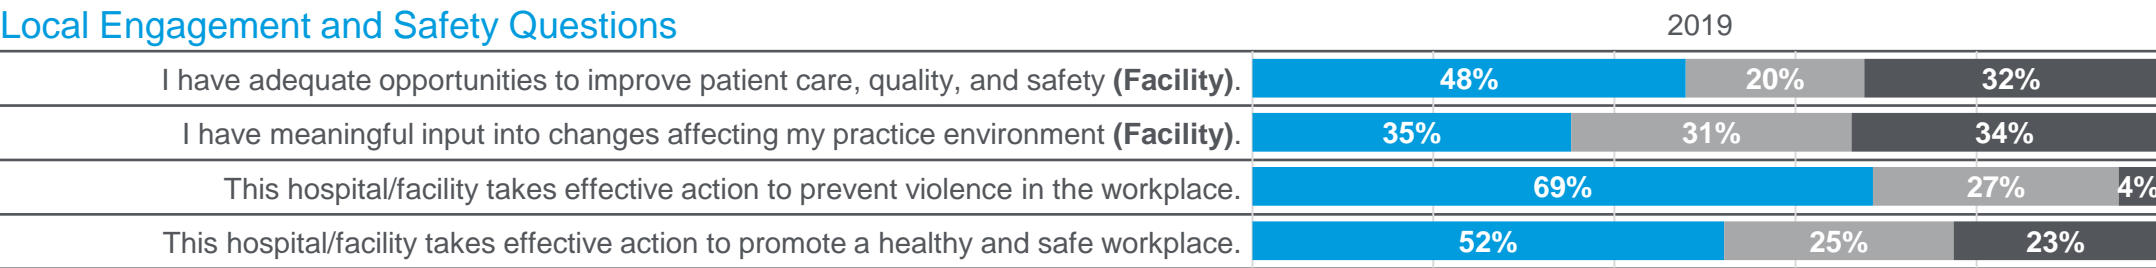 Local Engagement and Safety Questions 2019
I have adequate opportunities to improve patient care, quality, and safety (Facility). 48% 20% 32%
I have meaningful input into changes affecting my practice environment (Facility). 35% 31% 34%
This hospital/facility takes effective action to prevent violence in the workplace. 69% 27% 4%
This hospital/facility takes effective action to promote a healthy and safe workplace. 52% 25% 23%